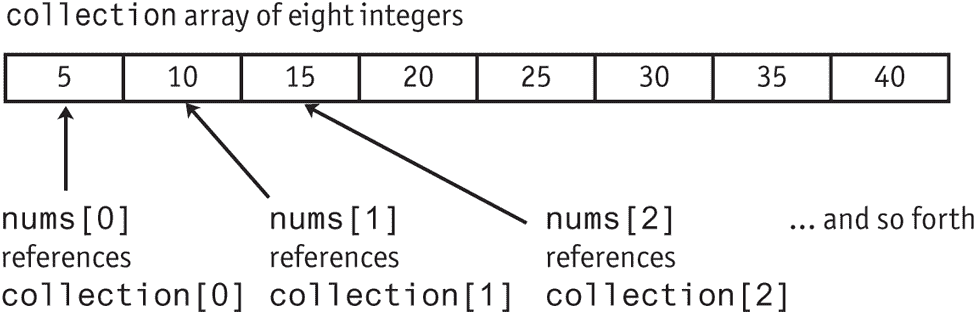 collection array of eight integers
5 10 15 20 25 30 35 40
nums[0] nums[1] nums[2] ... and so forth
references references references
collection[0] collection[1] collection[2]